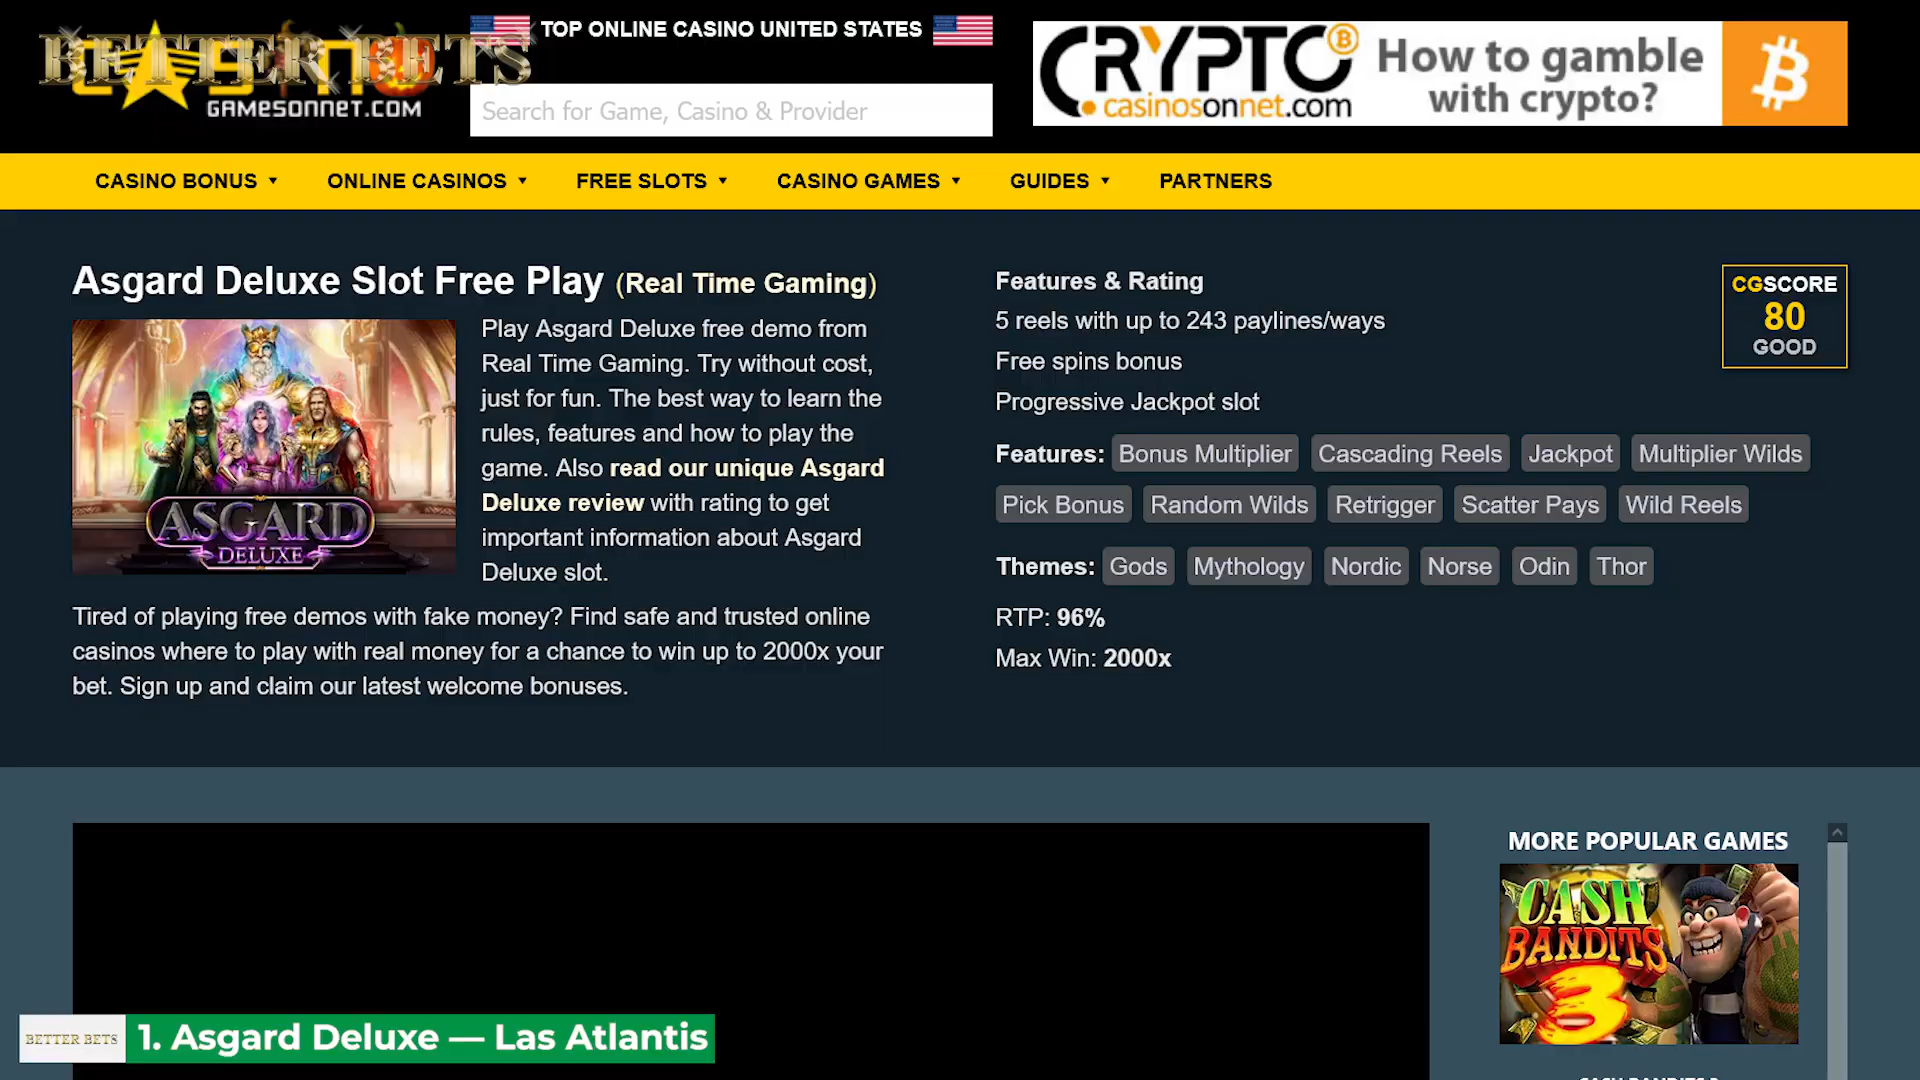 BETTER BETS
CASINO
GAMESONNET.COM
TOP ONLINE CASINO UNITED STATES
Search for Game, Casino & Provider
CRYPTO
casinosonnet.com
How to gamble
with crypto?
CASINO BONUS ▼ ONLINE CASINOS ▼ FREE SLOTS ▼ CASINO GAMES ▼ GUIDES ▼ PARTNERS
Asgard Deluxe Slot Free Play (Real Time Gaming)
ASGARD
DELUXE
Play Asgard Deluxe free demo from
Real Time Gaming. Try without cost,
just for fun. The best way to learn the
rules, features and how to play the
game. Also read our unique Asgard
Deluxe review with rating to get
important information about Asgard
Deluxe slot.
Tired of playing free demos with fake money? Find safe and trusted online
casinos where to play with real money for a chance to win up to 2000x your
bet. Sign up and claim our latest welcome bonuses.
Features & Rating
5 reels with up to 243 paylines/ways
Free spins bonus
Progressive Jackpot slot
Features: Bonus Multiplier Cascading Reels Jackpot Multiplier Wilds
Pick Bonus Random Wilds Retrigger Scatter Pays Wild Reels
Themes: Gods Mythology Nordic Norse Odin Thor
RTP: 96%
Max Win: 2000x
CGSCORE
80
GOOD
MORE POPULAR GAMES
CASH
BANDITS
3
CASH BANDITS 3
BETTER BETS
1. Asgard Deluxe — Las Atlantis